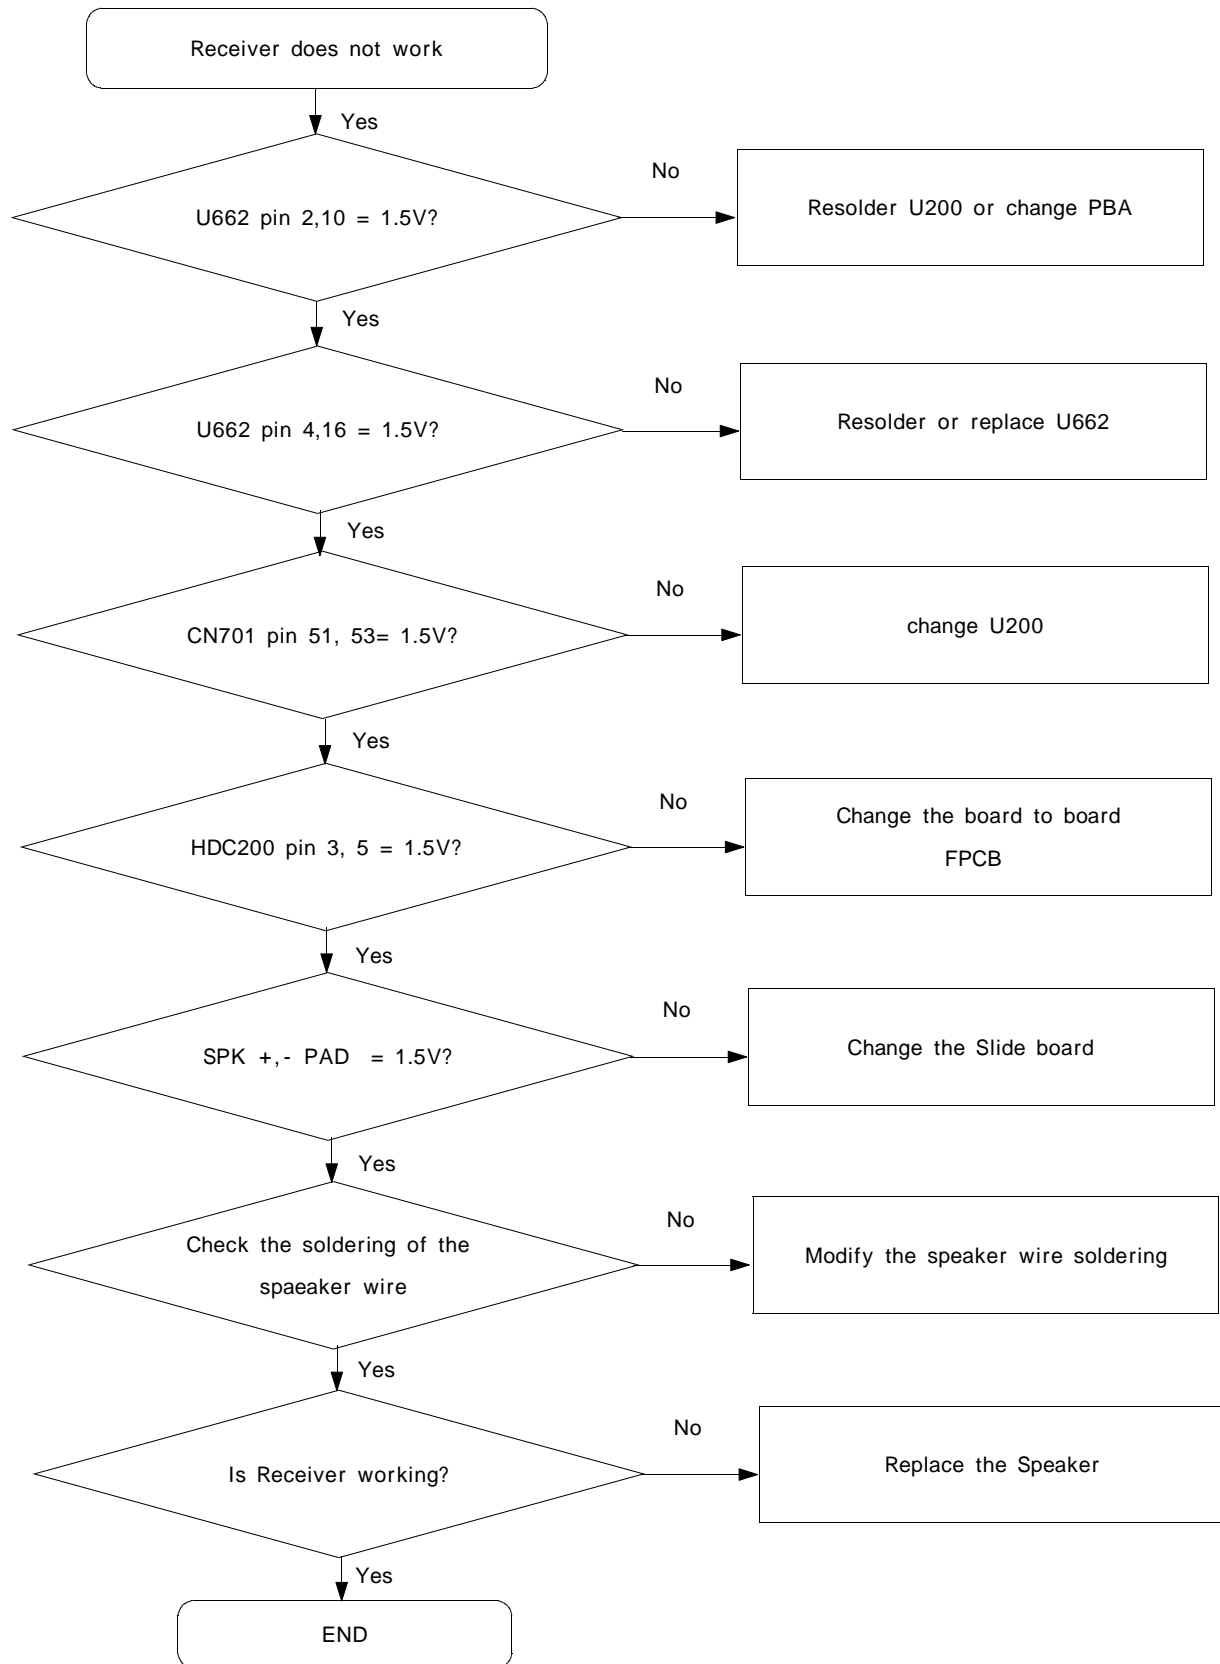 Receiver does not work
Yes
U662 pin 2,10 = 1.5V?
No
Resolder U200 or change PBA
Yes
U662 pin 4,16 = 1.5V?
No
Resolder or replace U662
Yes
CN701 pin 51, 53= 1.5V?
No
change U200
Yes
HDC200 pin 3, 5 = 1.5V?
No
Change the board to board
FPCB
Yes
SPK +,- PAD = 1.5V?
No
Change the Slide board
Yes
Check the soldering of the
spaeaker wire
No
Modify the speaker wire soldering
Yes
Is Receiver working?
No
Replace the Speaker
Yes
END